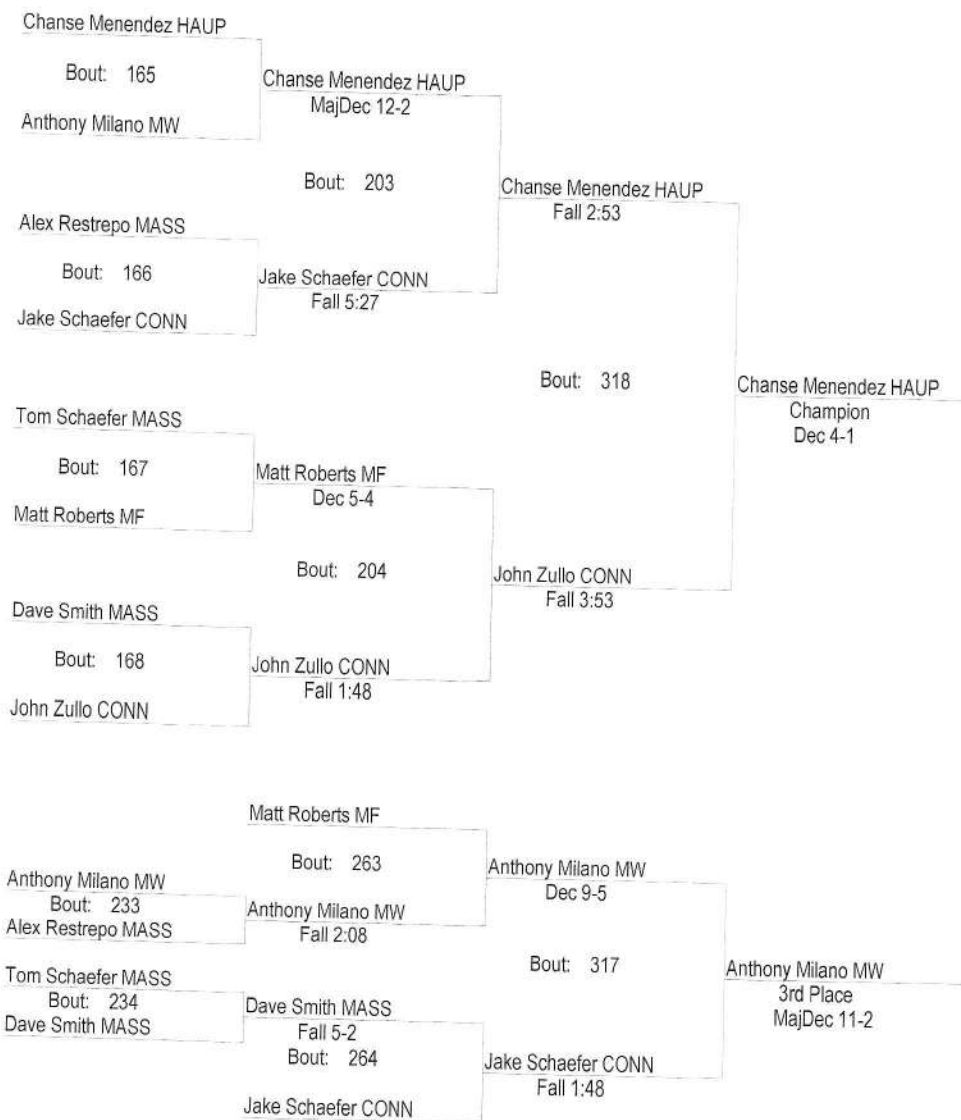 Chanse Menendez HAUP
Bout: 165
Anthony Milano MW
Chanse Menendez HAUP
MajDec 12-2
Bout: 203
Alex Restrepo MASS
Bout: 166
Jake Schaefer CONN
Jake Schaefer CONN
Fall 5:27
Chanse Menendez HAUP
Fall 2:53
Bout: 318
Tom Schaefer MASS
Bout: 167
Matt Roberts MF
Matt Roberts MF
Dec 5-4
Bout: 204
Dave Smith MASS
Bout: 168
John Zullo CONN
John Zullo CONN
Fall 1:48
John Zullo CONN
Fall 3:53
Chanse Menendez HAUP
Champion
Dec 4-1
Matt Roberts MF
Bout: 263
Anthony Milano MW
Bout: 233
Alex Restrepo MASS
Anthony Milano MW
Fall 2:08
Anthony Milano MW
Dec 9-5
Bout: 317
Tom Schaefer MASS
Bout: 234
Dave Smith MASS
Dave Smith MASS
Fall 5-2
Bout: 264
Jake Schaefer CONN
Jake Schaefer CONN
Fall 1:48
Anthony Milano MW
3rd Place
MajDec 11-2